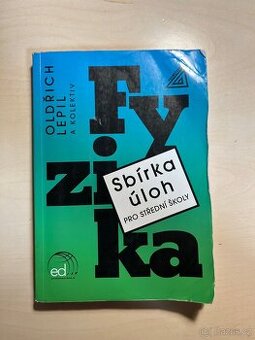 OLDŘICH
LEPIL
A KOLEKTIV
Fy
zi
ka
Sbírka
úloh
PRO STŘEDNÍ ŠKOLY
ed